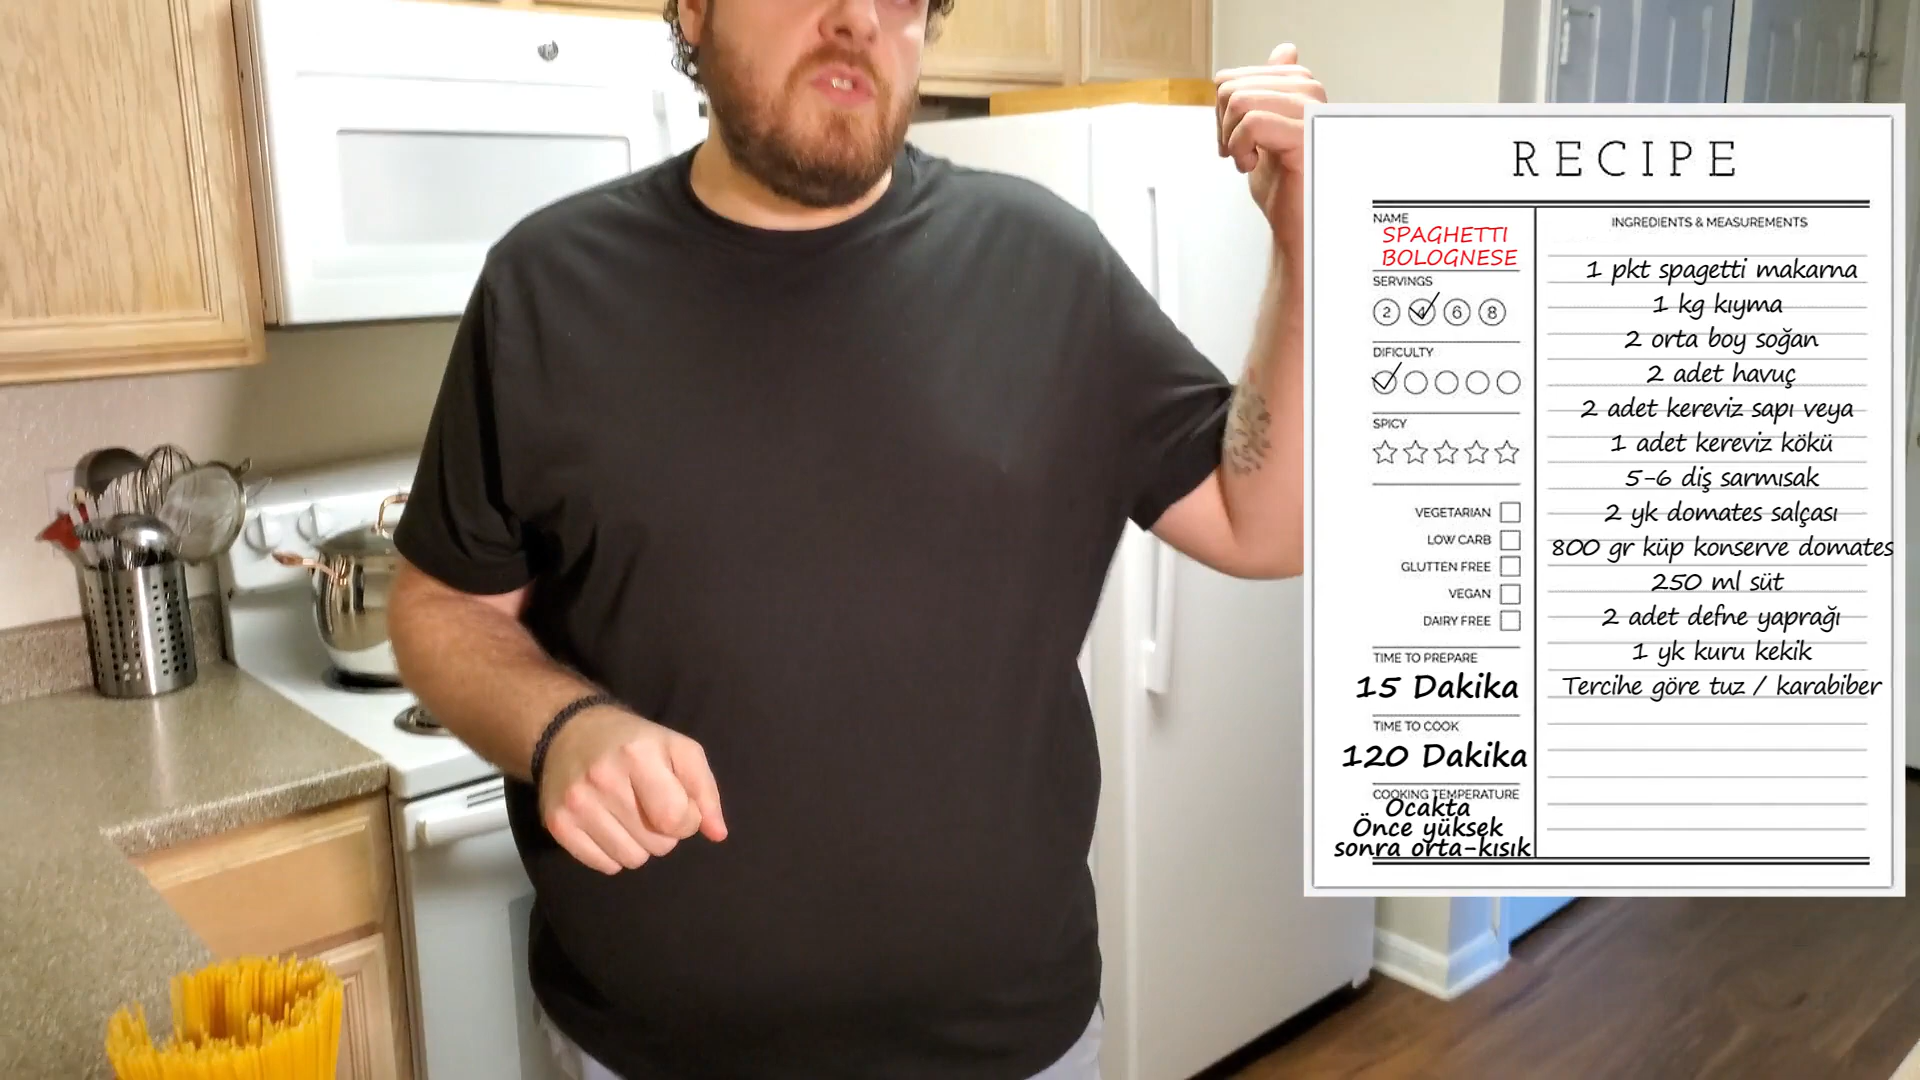 RECIPE
NAME
SPAGHETTI
BOLOGNESE
SERVINGS
2 4 6 8
DIFICULTY
SPICY
VEGETARIAN
LOW CARB
GLUTTEN FREE
VEGAN
DAIRY FREE
TIME TO PREPARE
15 Dakika
TIME TO COOK
120 Dakika
COOKING TEMPERATURE
Ocakta
Önce yüksek
sonra orta-kısık
INGREDIENTS & MEASUREMENTS
1 pkt spagetti makarna
1 kg kıyma
2 orta boy soğan
2 adet havuç
2 adet kereviz sapı veya
1 adet kereviz kökü
5-6 diş sarmısak
2 yk domates salçası
800 gr küp konserve domates
250 ml süt
2 adet defne yaprağı
1 yk kuru kekik
Tercihe göre tuz / karabiber